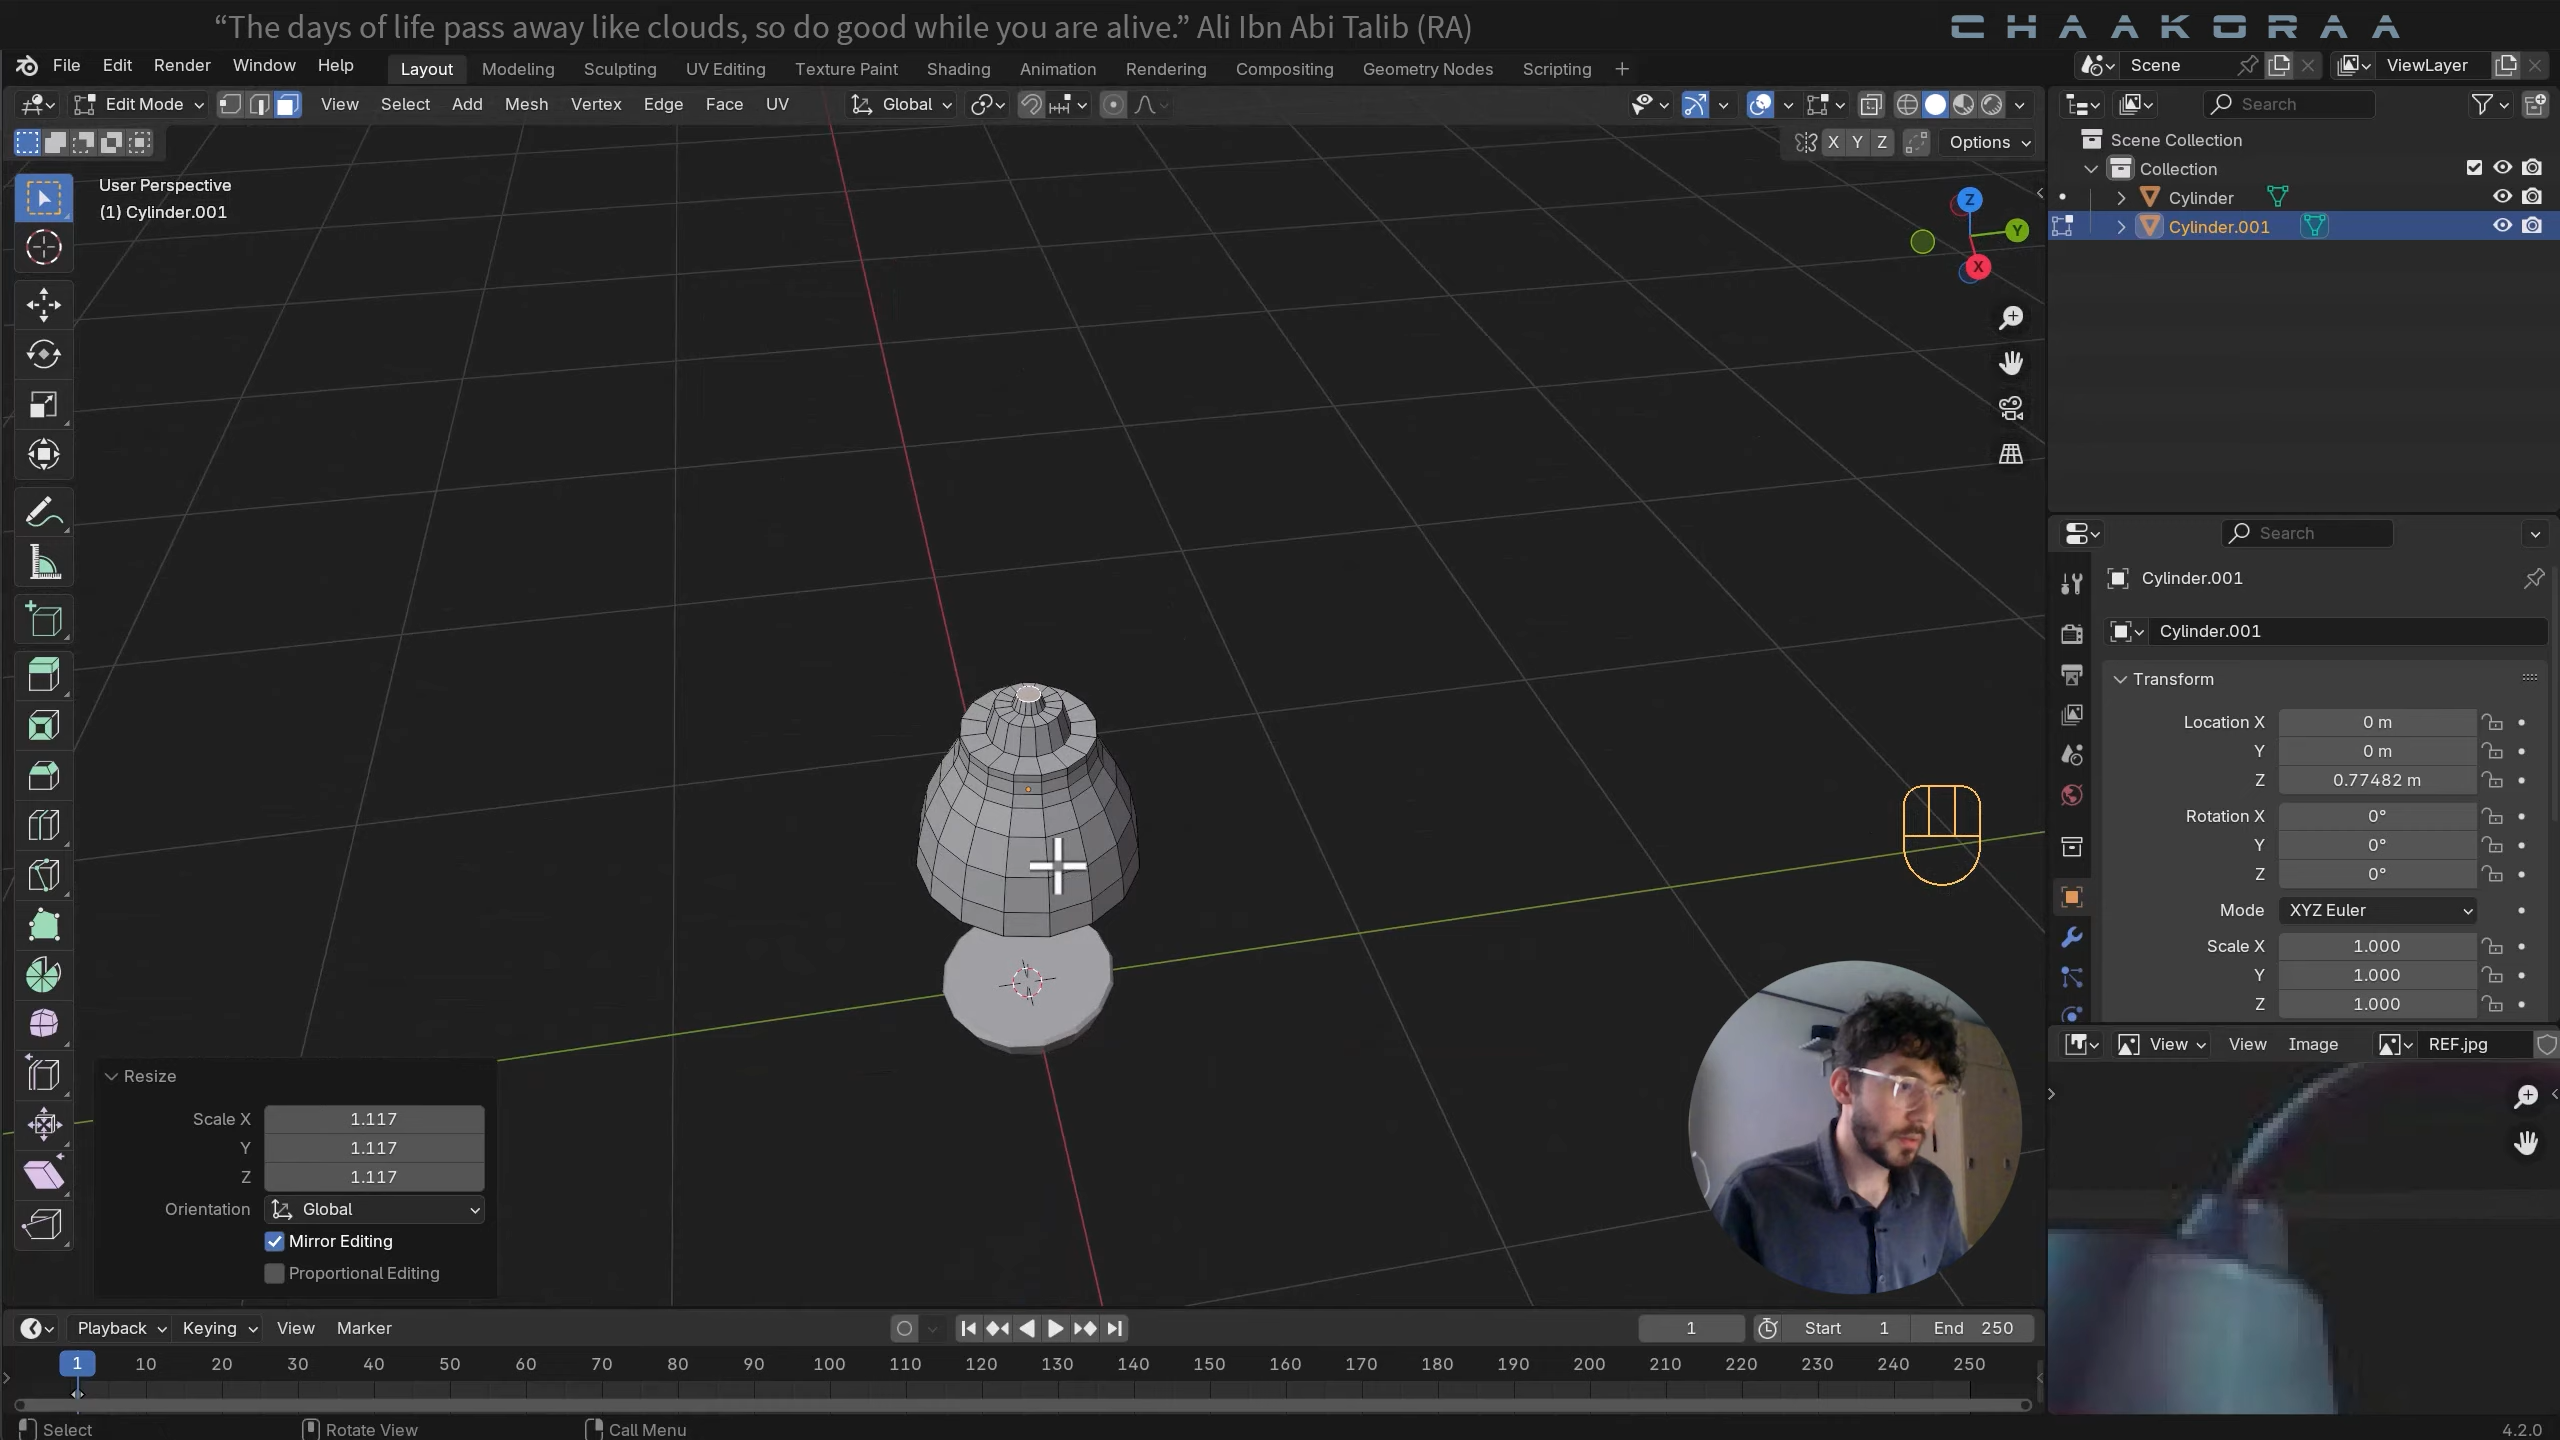 “The days of life pass away like clouds, so do good while you are alive.” Ali Ibn Abi Talib (RA)
CHAAKORAA
File Edit Render Window Help Layout Modeling Sculpting UV Editing Texture Paint Shading Animation Rendering Compositing Geometry Nodes Scripting + Scene ViewLayer
Edit Mode View Select Add Mesh Vertex Edge Face UV Global Search
X Y Z Options
User Perspective
(1) Cylinder.001
Z
Y
X
Scene Collection
Collection
Cylinder
Cylinder.001
Search
Cylinder.001
Cylinder.001
Transform
Location X 0 m
Y 0 m
Z 0.77482 m
Rotation X 0°
Y 0°
Z 0°
Mode XYZ Euler
Scale X 1.000
Y 1.000
Z 1.000
View View Image REF.jpg
Resize
Scale X 1.117
Y 1.117
Z 1.117
Orientation Global
Mirror Editing
Proportional Editing
Playback Keying View Marker 1 Start 1 End 250
1 10 20 30 40 50 60 70 80 90 100 110 120 130 140 150 160 170 180 190 200 210 220 230 240 250
Select Rotate View Call Menu 4.2.0